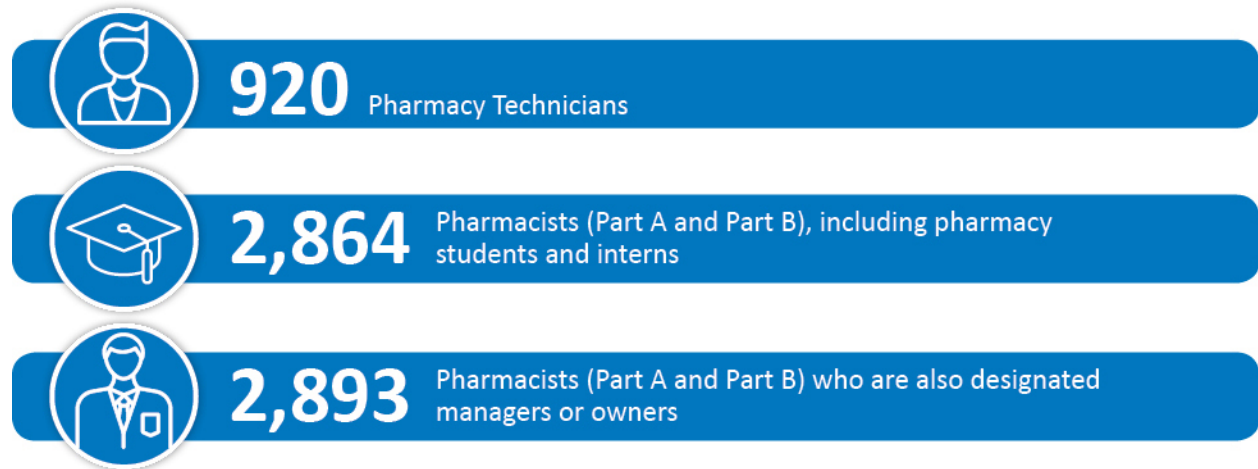 920 Pharmacy Technicians
2,864 Pharmacists (Part A and Part B), including pharmacy
students and interns
2,893 Pharmacists (Part A and Part B) who are also designated
managers or owners